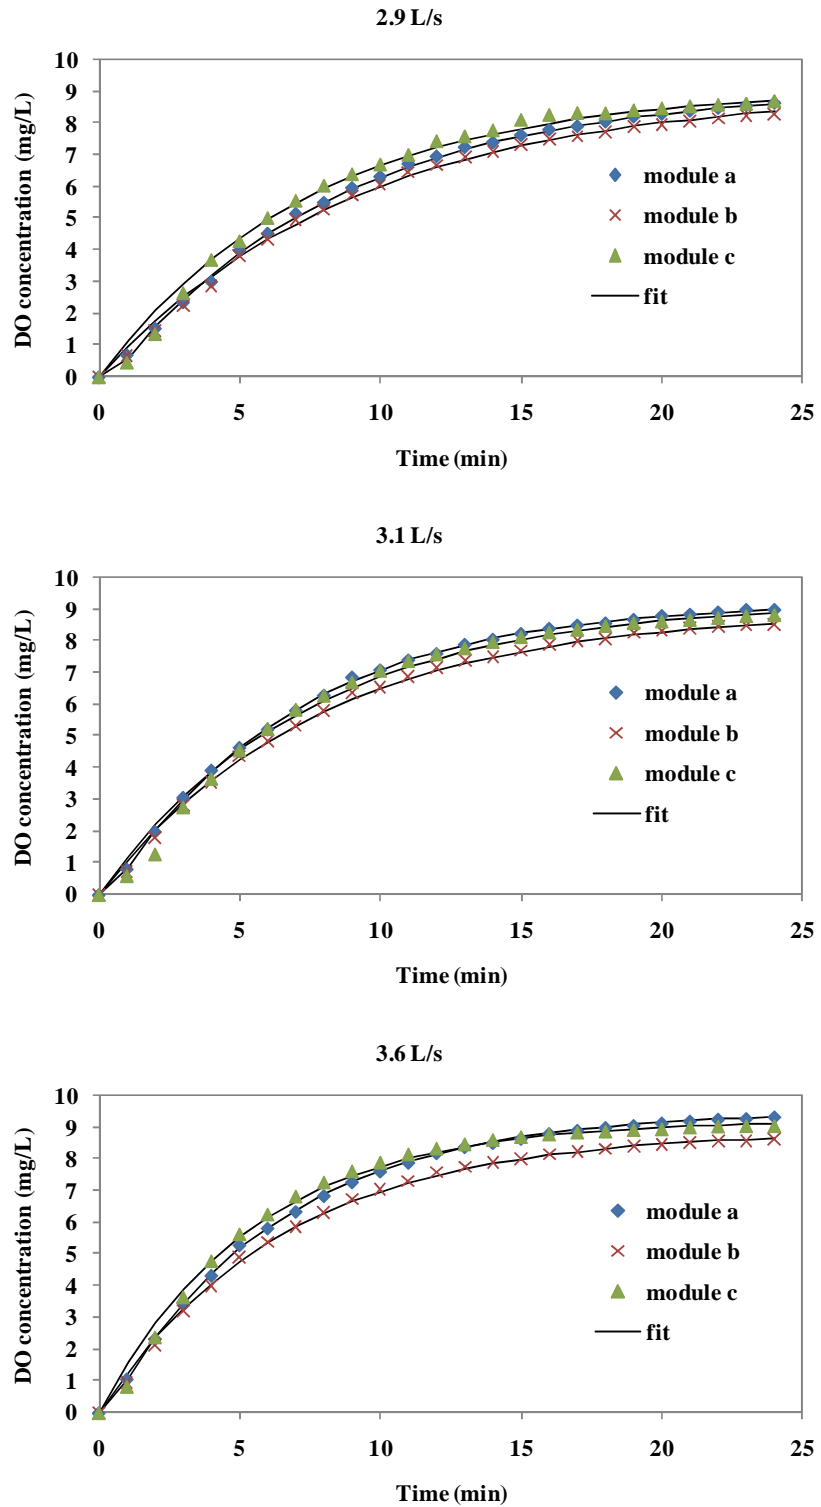 2.9 L/s
10
9
8
7
6
5
4
3
2
1
0
DO concentration (mg/L)
module a
module b
module c
fit
0 5 10 15 20 25
Time (min)
3.1 L/s
10
9
8
7
6
5
4
3
2
1
0
DO concentration (mg/L)
module a
module b
module c
fit
0 5 10 15 20 25
Time (min)
3.6 L/s
10
9
8
7
6
5
4
3
2
1
0
DO concentration (mg/L)
module a
module b
module c
fit
0 5 10 15 20 25
Time (min)